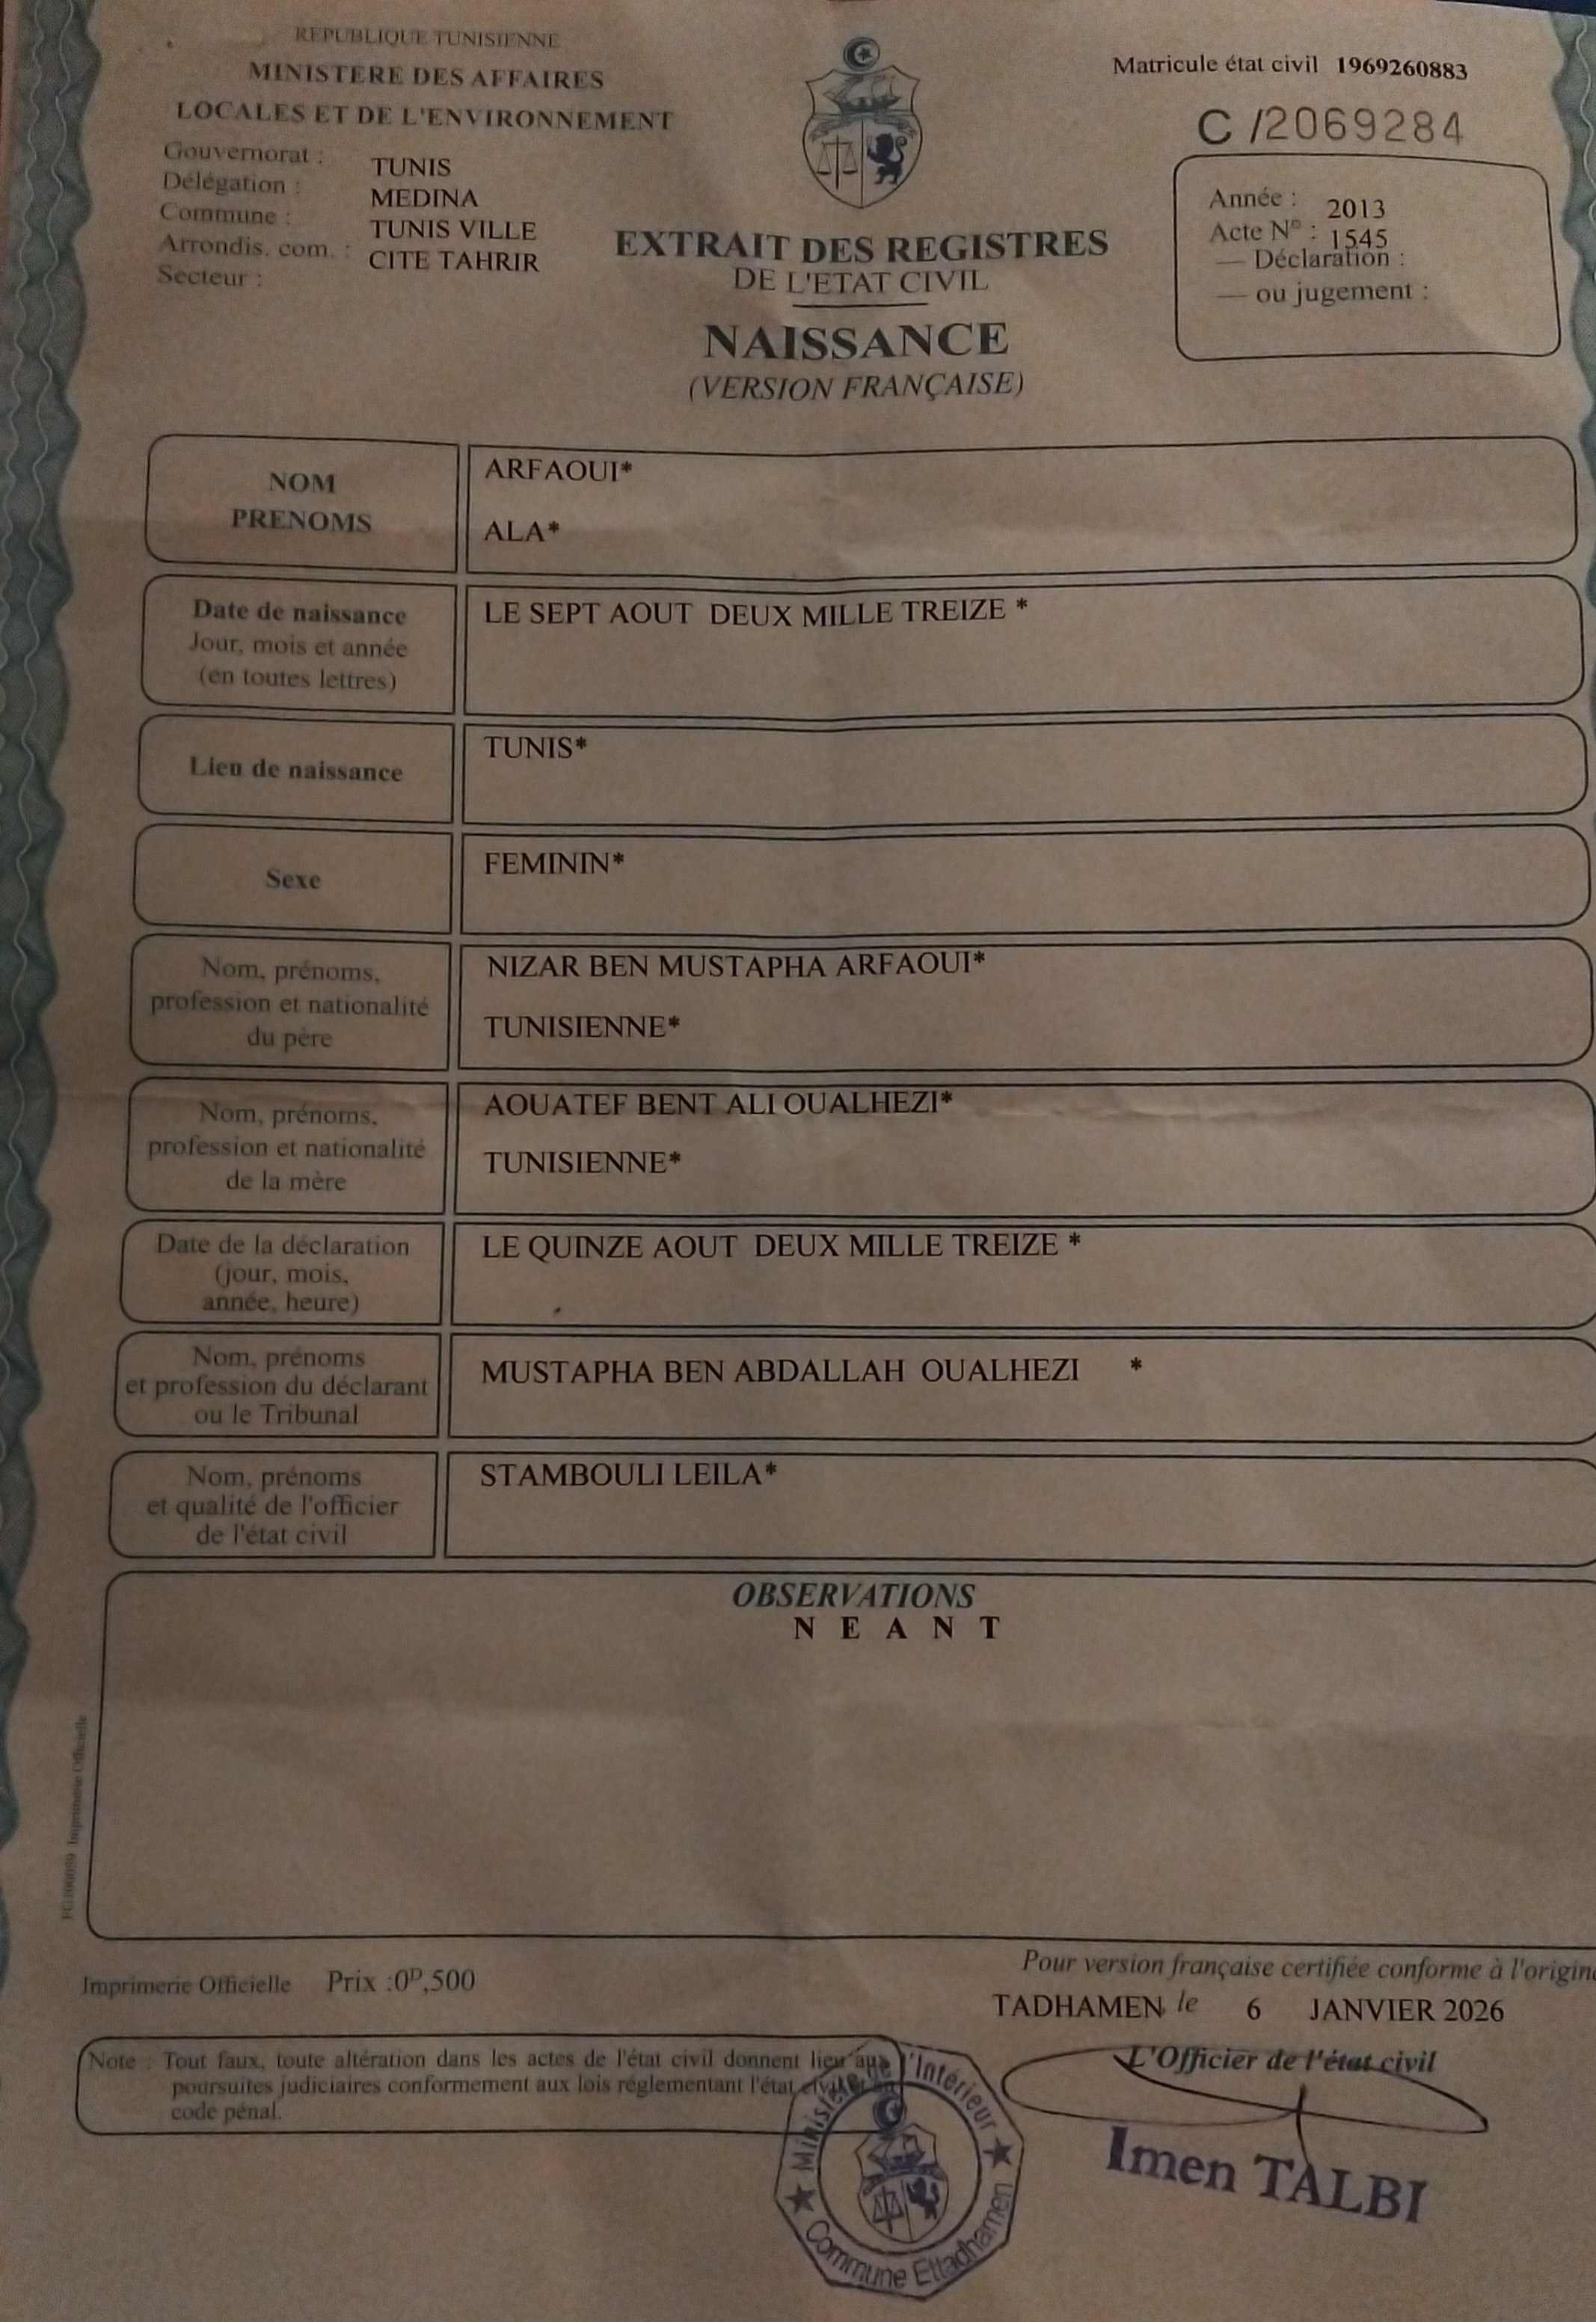 REPUBLIQUE TUNISIENNE
MINISTERE DES AFFAIRES
LOCALES ET DE L'ENVIRONNEMENT
Gouvernorat : TUNIS
Délégation : MEDINA
Commune : TUNIS VILLE
Arrondis. com. : CITE TAHRIR
Secteur :
Matricule état civil 1969260883
C /2069284
Année : 2013
Acte N° : 1545
— Déclaration :
— ou jugement :
EXTRAIT DES REGISTRES
DE L'ETAT CIVIL
NAISSANCE
(VERSION FRANÇAISE)
NOM
PRENOMS
ARFAOUI*
ALA*
Date de naissance
Jour, mois et année
(en toutes lettres)
LE SEPT AOUT DEUX MILLE TREIZE *
Lieu de naissance
TUNIS*
Sexe
FEMININ*
Nom, prénoms,
profession et nationalité
du père
NIZAR BEN MUSTAPHA ARFAOUI*
TUNISIENNE*
Nom, prénoms,
profession et nationalité
de la mère
AOUATEF BENT ALI OUALHEZI*
TUNISIENNE*
Date de la déclaration
(jour, mois,
année, heure)
LE QUINZE AOUT DEUX MILLE TREIZE *
Nom, prénoms
et profession du déclarant
ou le Tribunal
MUSTAPHA BEN ABDALLAH OUALHEZI *
Nom, prénoms
et qualité de l'officier
de l'état civil
STAMBOULI LEILA*
OBSERVATIONS
N E A N T
Imprimerie Officielle
Imprimerie Officielle Prix :0ᴰ,500
Pour version française certifiée conforme à l'origin
TADHAMEN le 6 JANVIER 2026
L'Officier de l'état civil
Imen TALBI
Note : Tout faux, toute altération dans les actes de l'état civil donnent lieu aux
poursuites judiciaires conformement aux lois réglementant l'état civil
code pénal.
Ministère de l'Intérieur
Commune Ettadhamen